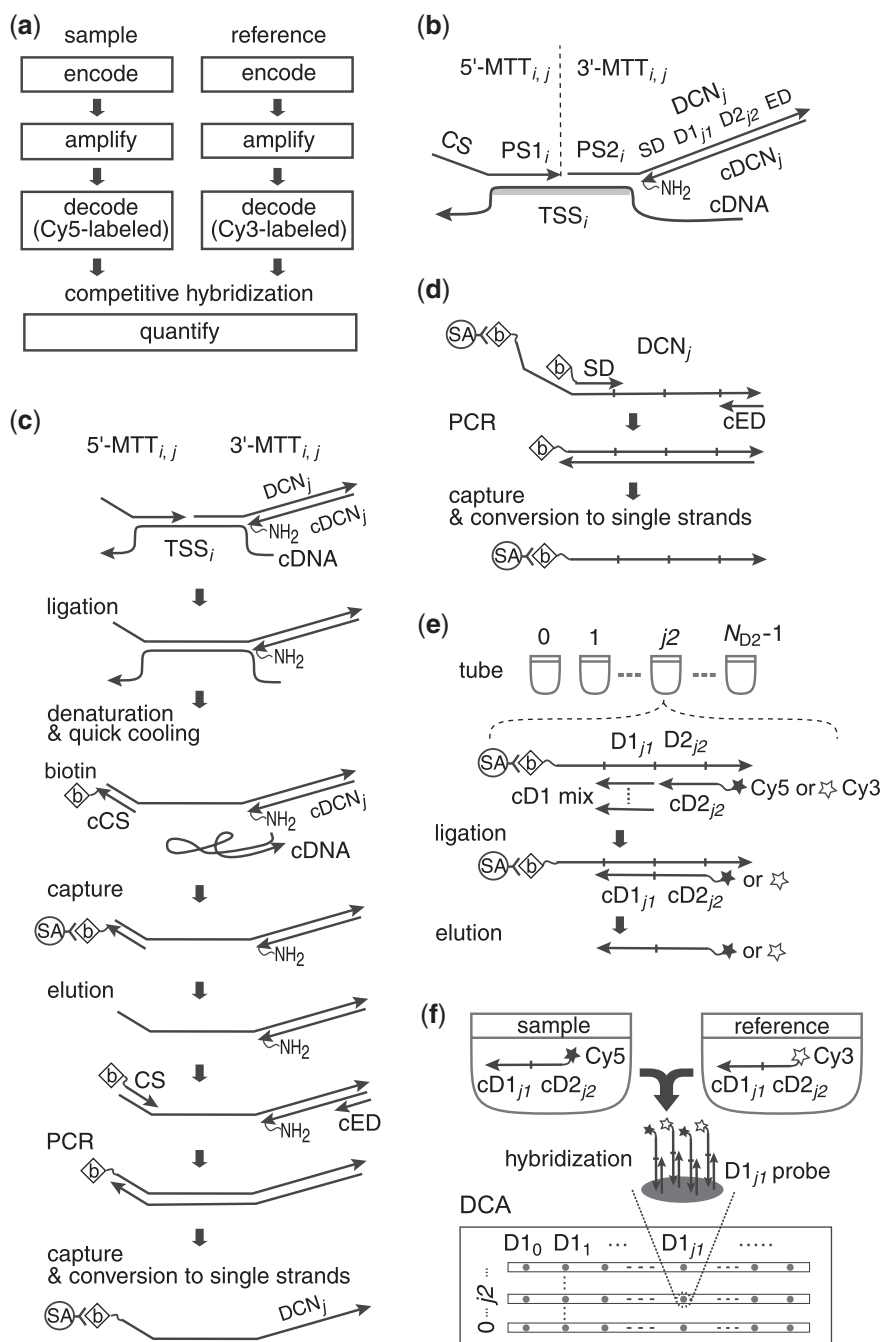 (a)
sample reference
encode encode
amplify amplify
decode decode
(Cy5-labeled) (Cy3-labeled)
competitive hybridization
quantify
(b)
5'-MTTi, j 3'-MTTi, j
DCNj
CS PS1i PS2i SD D1j1 D2j2 ED
cDCNj
NH2
TSSi cDNA
(c)
5'-MTTi, j 3'-MTTi, j
DCNj
cDCNj
NH2
TSSi cDNA
ligation
NH2
denaturation
& quick cooling
biotin
b
cCS cDCNj
NH2
cDNA
capture
SA b
NH2
elution
NH2
b CS
NH2 cED
PCR
b
capture
& conversion to single strands
SA b DCNj
(d)
SA b
b SD DCNj
cED
PCR
b
capture
& conversion to single strands
SA b
(e)
0 1 j2 ND2-1
tube
D1j1 D2j2
SA b
cD1 mix cD2j2 Cy5 or Cy3
ligation
SA b
cD1j1 cD2j2 or
elution
or
(f)
sample reference
Cy5 Cy3
cD1j1 cD2j2 cD1j1 cD2j2
hybridization D1j1 probe
DCA
D10 D11 ... D1j1 .....
0 ... j2 ...